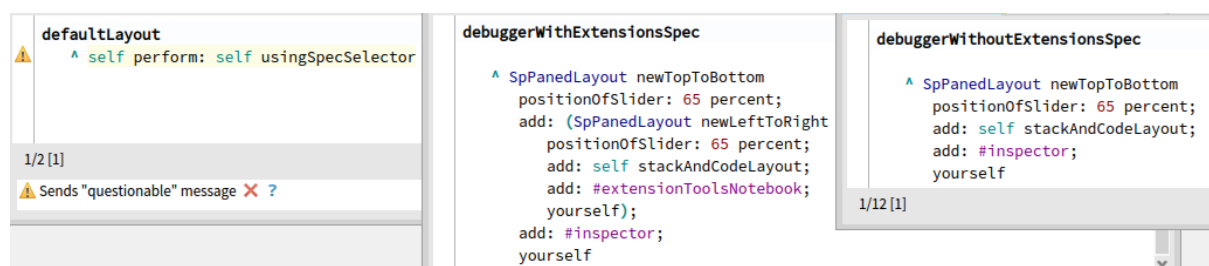 defaultLayout
^ self perform: self usingSpecSelector
1/2 [1]
Sends "questionable" message ❌ ?
debuggerWithExtensionsSpec
^ SpPanedLayout newTopToBottom
positionOfSlider: 65 percent;
add: (SpPanedLayout newLeftToRight
positionOfSlider: 65 percent;
add: self stackAndCodeLayout;
add: #extensionToolsNotebook;
yourself);
add: #inspector;
yourself
debuggerWithoutExtensionsSpec
^ SpPanedLayout newTopToBottom
positionOfSlider: 65 percent;
add: self stackAndCodeLayout;
add: #inspector;
yourself
1/12 [1]